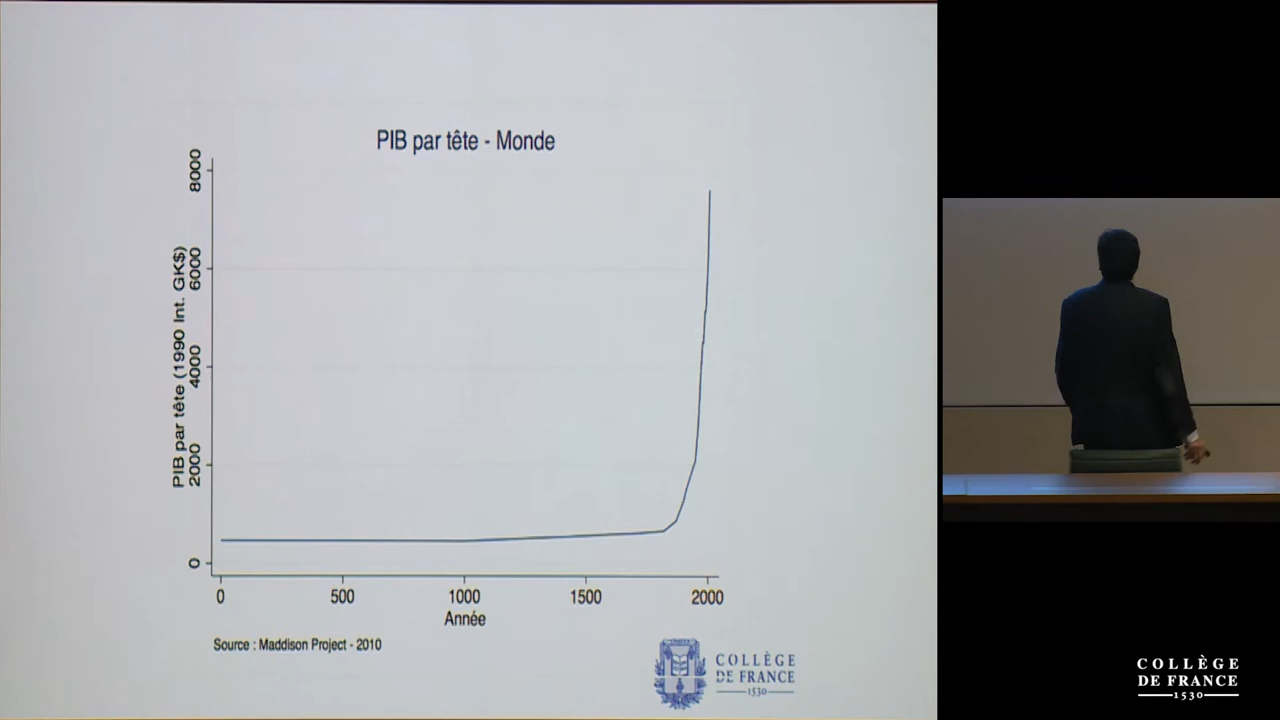 PIB par tête - Monde
PIB par tête (1990 Int. GK$)
8000
6000
4000
2000
0
0 500 1000 1500 2000
Année
Source : Maddison Project - 2010
COLLÈGE
DE FRANCE
1530
COLLÈGE
DE FRANCE
1530